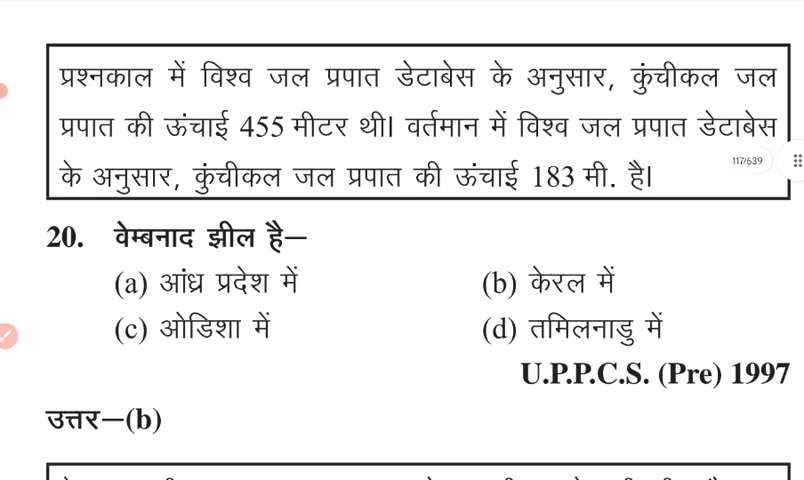 प्रश्नकाल में विश्व जल प्रपात डेटाबेस के अनुसार, कुंचीकल जल
प्रपात की ऊंचाई 455 मीटर थी। वर्तमान में विश्व जल प्रपात डेटाबेस
के अनुसार, कुंचीकल जल प्रपात की ऊंचाई 183 मी. है।
117/639
20. वेम्बनाद झील है—
(a) आंध्र प्रदेश में (b) केरल में
(c) ओडिशा में (d) तमिलनाडु में
U.P.P.C.S. (Pre) 1997
उत्तर—(b)